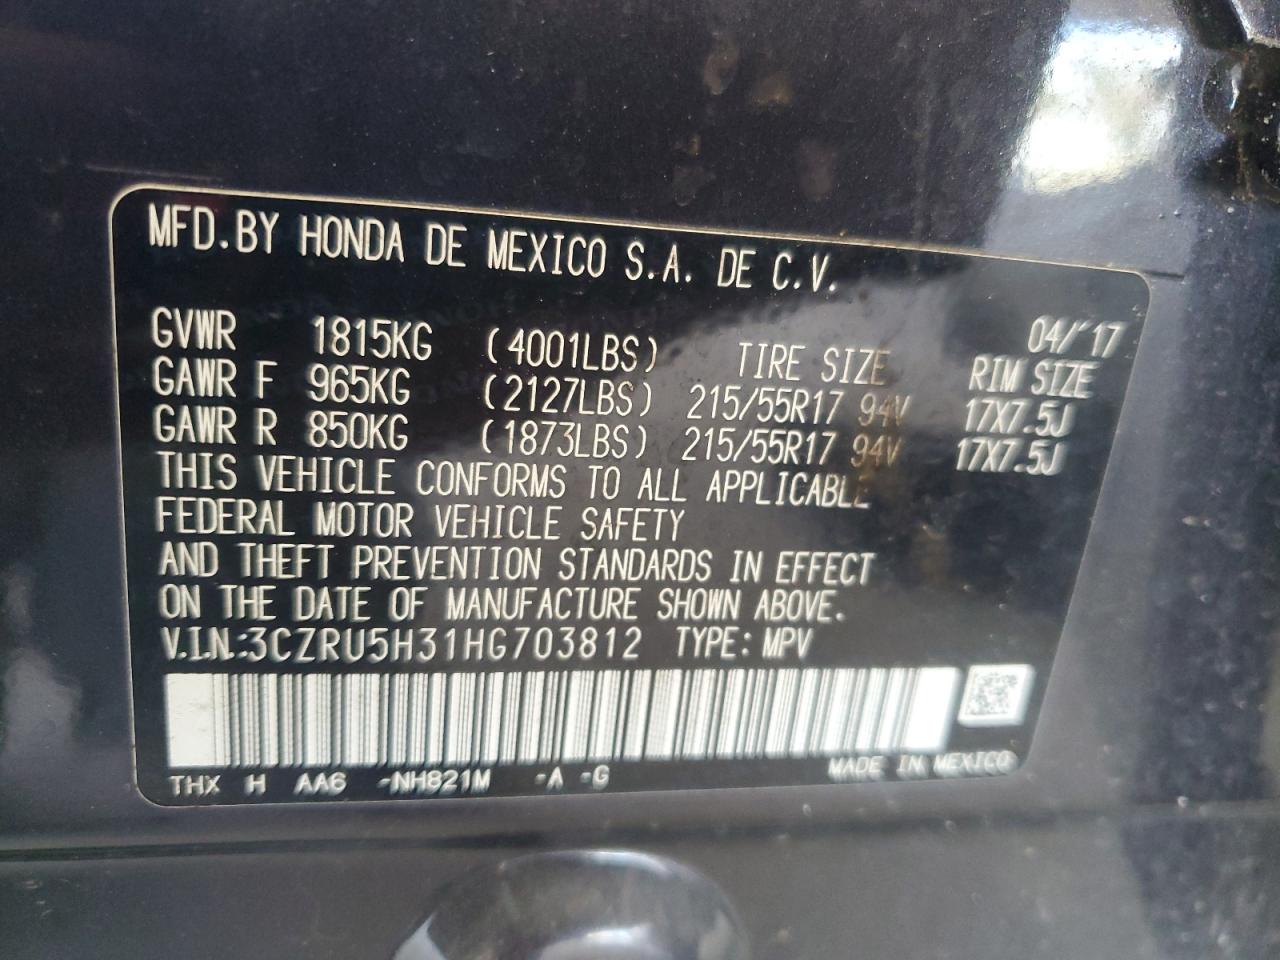 MFD.BY HONDA DE MEXICO S.A. DE C.V.
04/'17
GVWR 1815KG (4001LBS) TIRE SIZE RIM SIZE
GAWR F 965KG (2127LBS) 215/55R17 94V 17X7.5J
GAWR R 850KG (1873LBS) 215/55R17 94V 17X7.5J
THIS VEHICLE CONFORMS TO ALL APPLICABLE
FEDERAL MOTOR VEHICLE SAFETY
AND THEFT PREVENTION STANDARDS IN EFFECT
ON THE DATE OF MANUFACTURE SHOWN ABOVE.
V.I.N.:3CZRU5H31HG703812 TYPE: MPV
THX H AA6 -NH821M -A -G MADE IN MEXICO